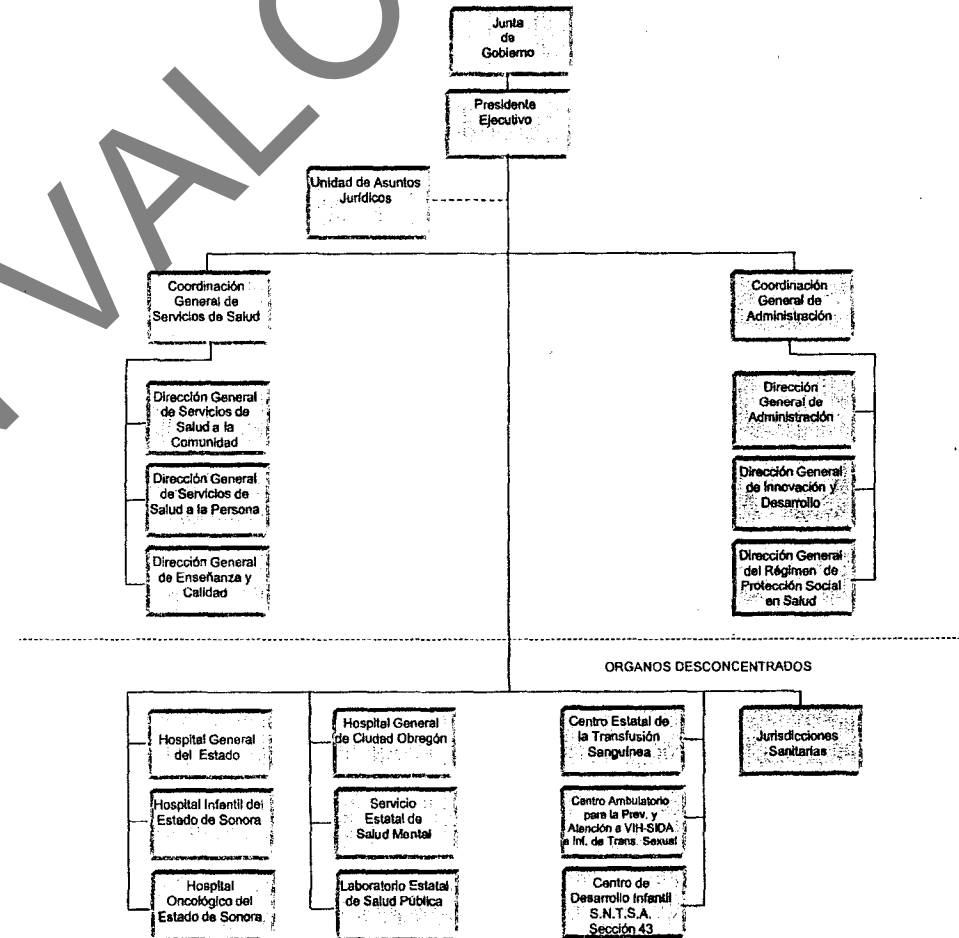 Junta
de
Gobierno
Presidente
Ejecutivo
Unidad de Asuntos
Jurídicos
Coordinación
General de
Servicios de Salud
Coordinación
General de
Administración
Dirección General
de Servicios de
Salud a la
Comunidad
Dirección General
de Servicios de
Salud a la Persona
Dirección General
de Enseñanza y
Calidad
Dirección
General de
Administración
Dirección General
de Innovación y
Desarrollo
Dirección General
del Régimen de
Protección Social
en Salud
ORGANOS DESCONCENTRADOS
Hospital General
del Estado
Hospital Infantil del
Estado de Sonora
Hospital
Oncológico del
Estado de Sonora
Hospital General
de Ciudad Obregón
Servicio
Estatal de
Salud Mental
Laboratorio Estatal
de Salud Pública
Centro Estatal de
la Transfusión
Sanguínea
Centro Ambulatorio
para la Prev. y
Atención a VIH-SIDA
e Inf. de Trans. Sexual
Centro de
Desarrollo Infantil
S.N.T.S.A.
Sección 43
Jurisdicciones
Sanitarias
VALO